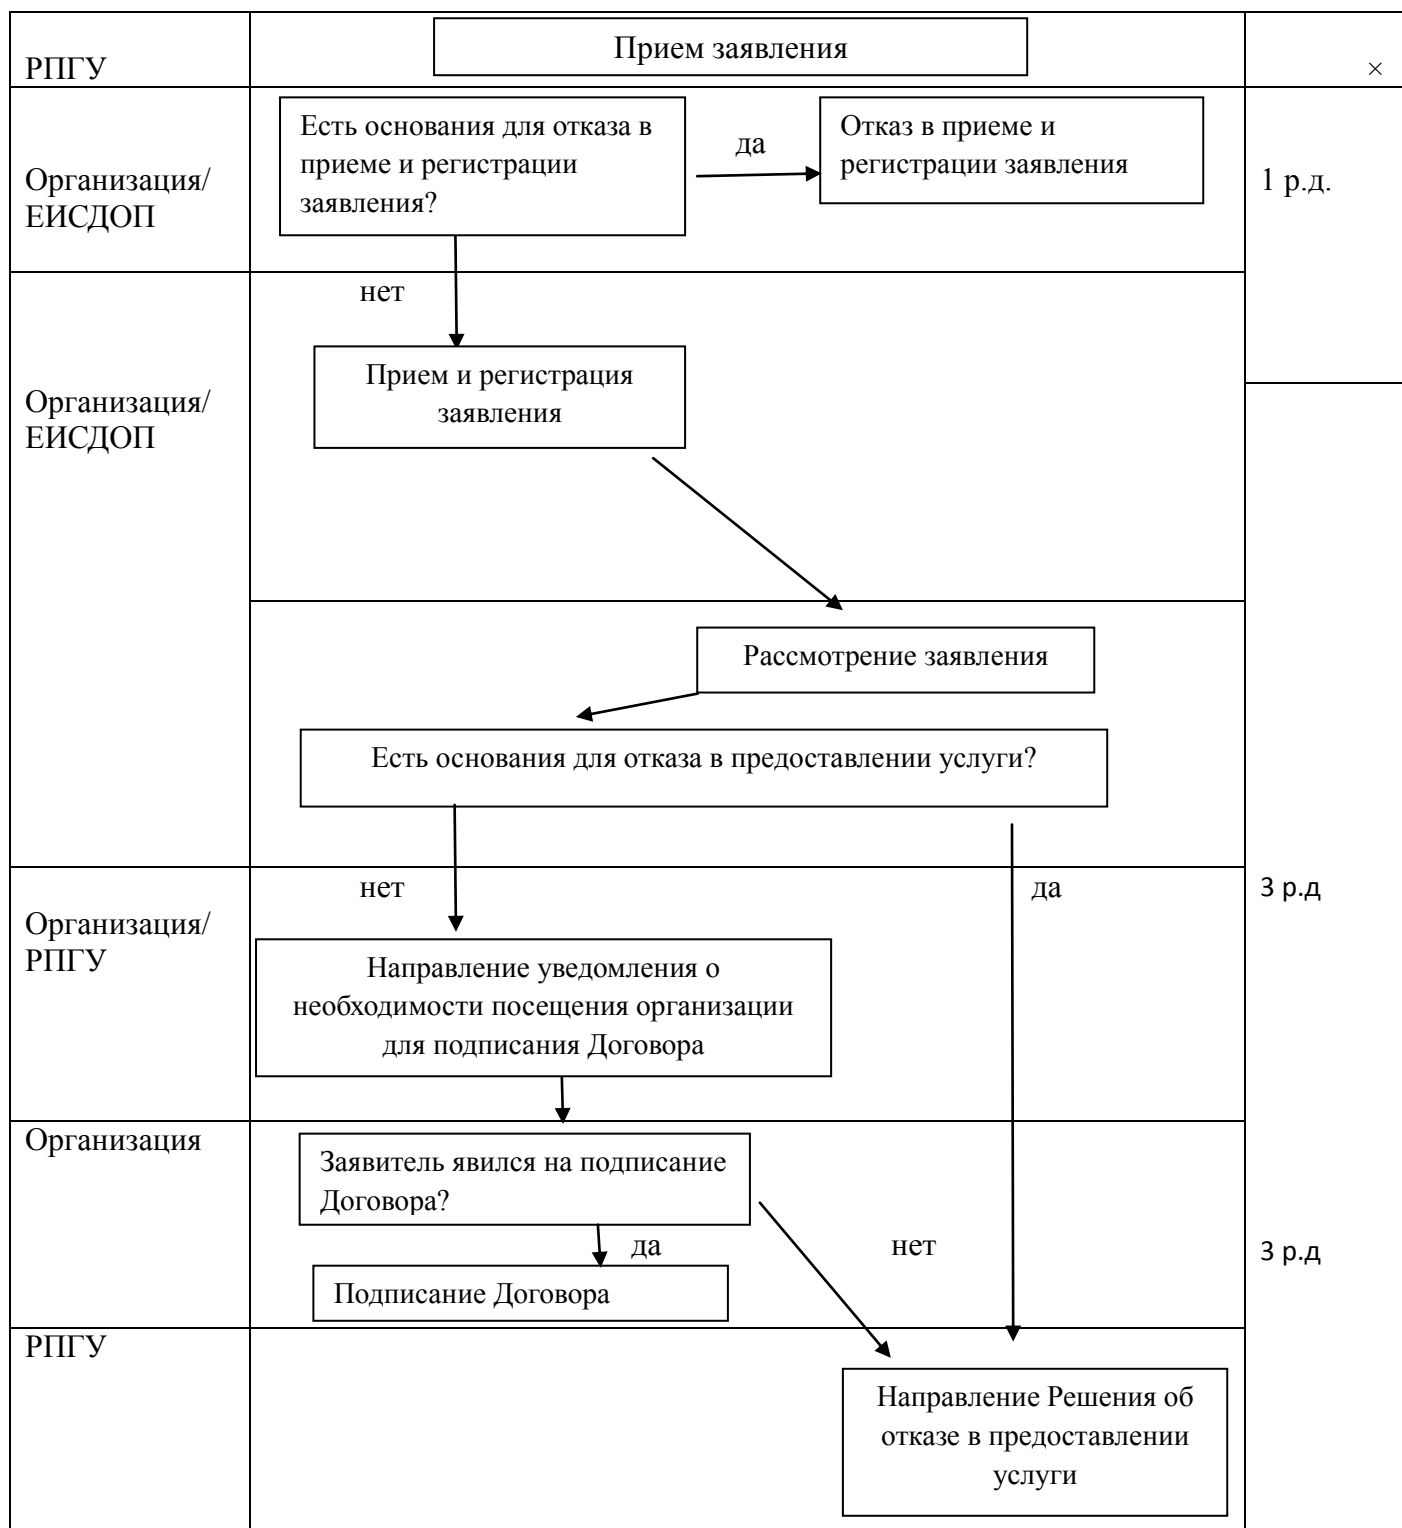 Прием заявления
РПГУ
×
Есть основания для отказа в
приеме и регистрации
заявления?
да
Отказ в приеме и
регистрации заявления
Организация/
ЕИСДОП
1 р.д.
нет
Прием и регистрация
заявления
Организация/
ЕИСДОП
Рассмотрение заявления
Есть основания для отказа в предоставлении услуги?
нет
да
3 р.д
Организация/
РПГУ
Направление уведомления о
необходимости посещения организации
для подписания Договора
Организация
Заявитель явился на подписание
Договора?
да
нет
3 р.д
Подписание Договора
РПГУ
Направление Решения об
отказе в предоставлении
услуги